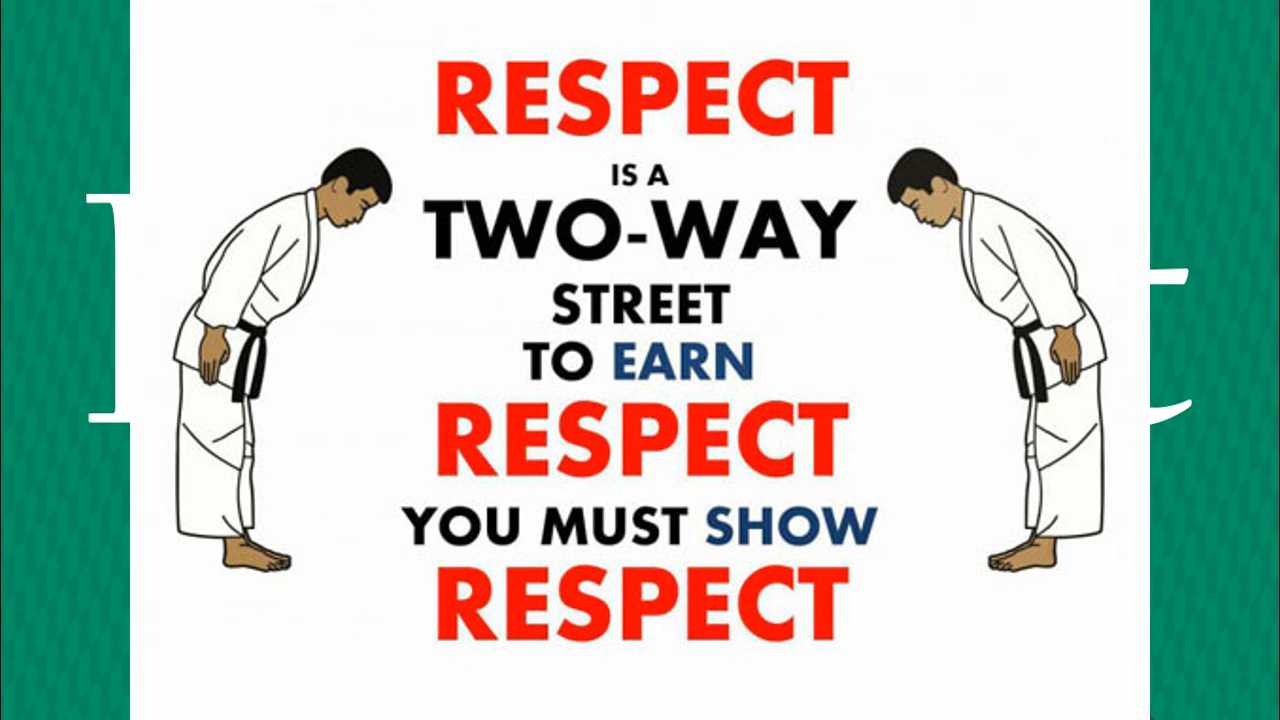 RESPECT
IS A
TWO-WAY
STREET
TO EARN
RESPECT
YOU MUST SHOW
RESPECT